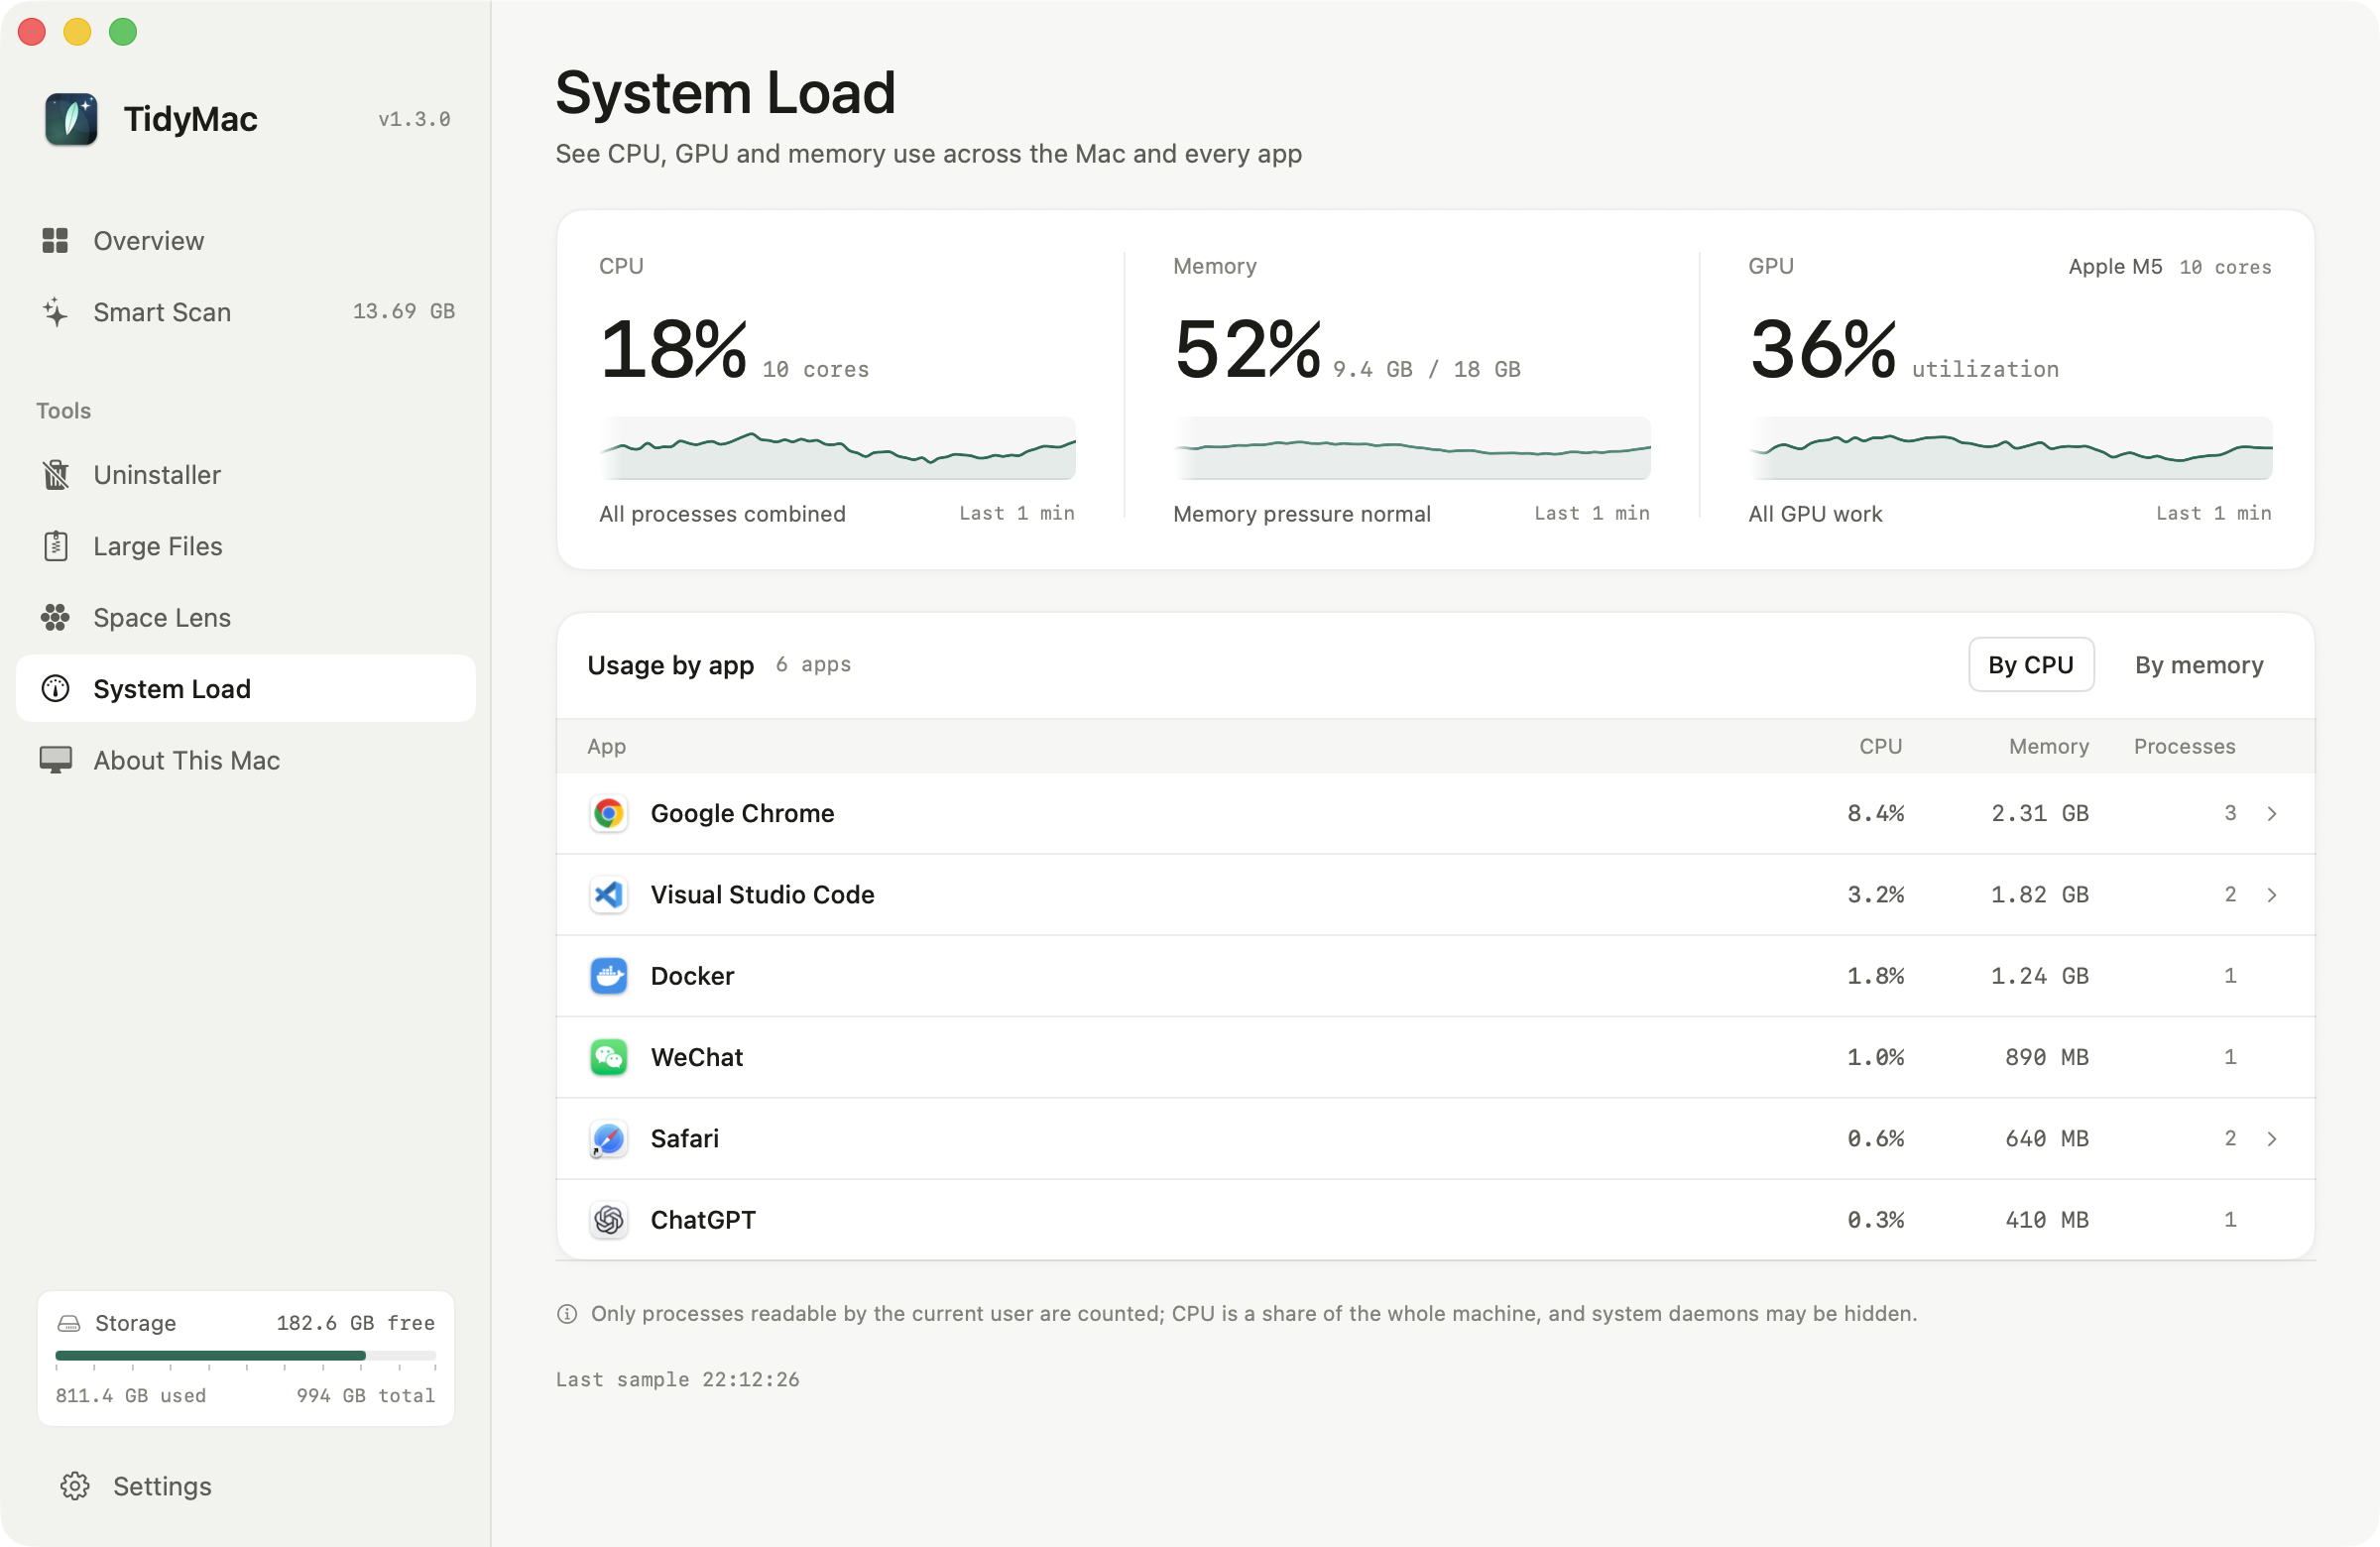 TidyMac v1.3.0
Overview
Smart Scan 13.69 GB
Tools
Uninstaller
Large Files
Space Lens
System Load
About This Mac
Storage 182.6 GB free
811.4 GB used 994 GB total
Settings
System Load
See CPU, GPU and memory use across the Mac and every app
CPU
18% 10 cores
All processes combined Last 1 min
Memory
52% 9.4 GB / 18 GB
Memory pressure normal Last 1 min
GPU Apple M5 10 cores
36% utilization
All GPU work Last 1 min
Usage by app 6 apps By CPU By memory
App CPU Memory Processes
Google Chrome 8.4% 2.31 GB 3
Visual Studio Code 3.2% 1.82 GB 2
Docker 1.8% 1.24 GB 1
WeChat 1.0% 890 MB 1
Safari 0.6% 640 MB 2
ChatGPT 0.3% 410 MB 1
Only processes readable by the current user are counted; CPU is a share of the whole machine, and system daemons may be hidden.
Last sample 22:12:26